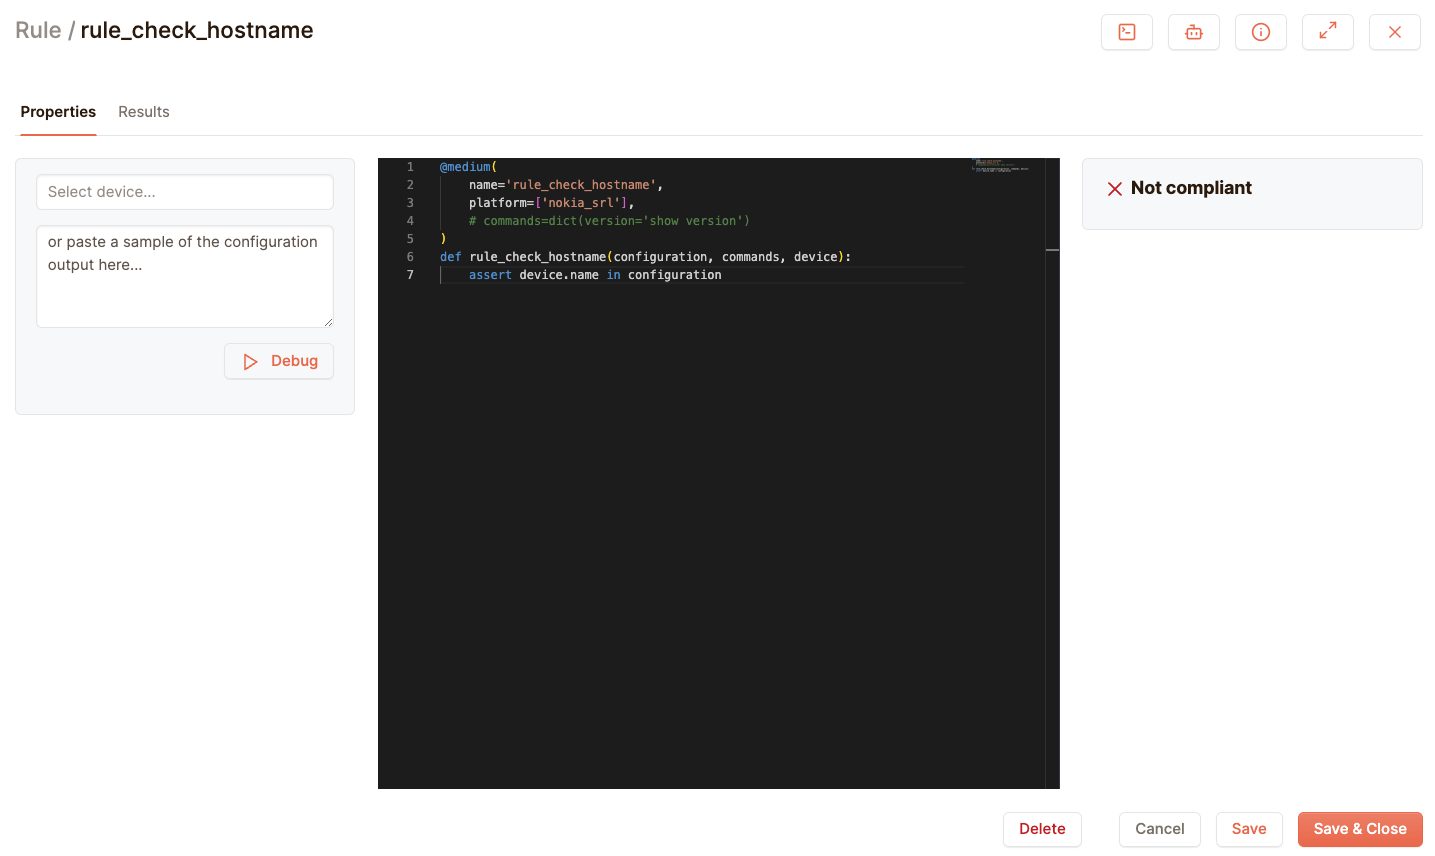 Rule / rule_check_hostname
Properties
Results
Select device...
or paste a sample of the configuration
output here...
Debug
1 @medium(
2     name='rule_check_hostname',
3     platform=['nokia_srl'],
4     # commands=dict(version='show version')
5 )
6 def rule_check_hostname(configuration, commands, device):
7     assert device.name in configuration
Not compliant
Delete
Cancel
Save
Save & Close